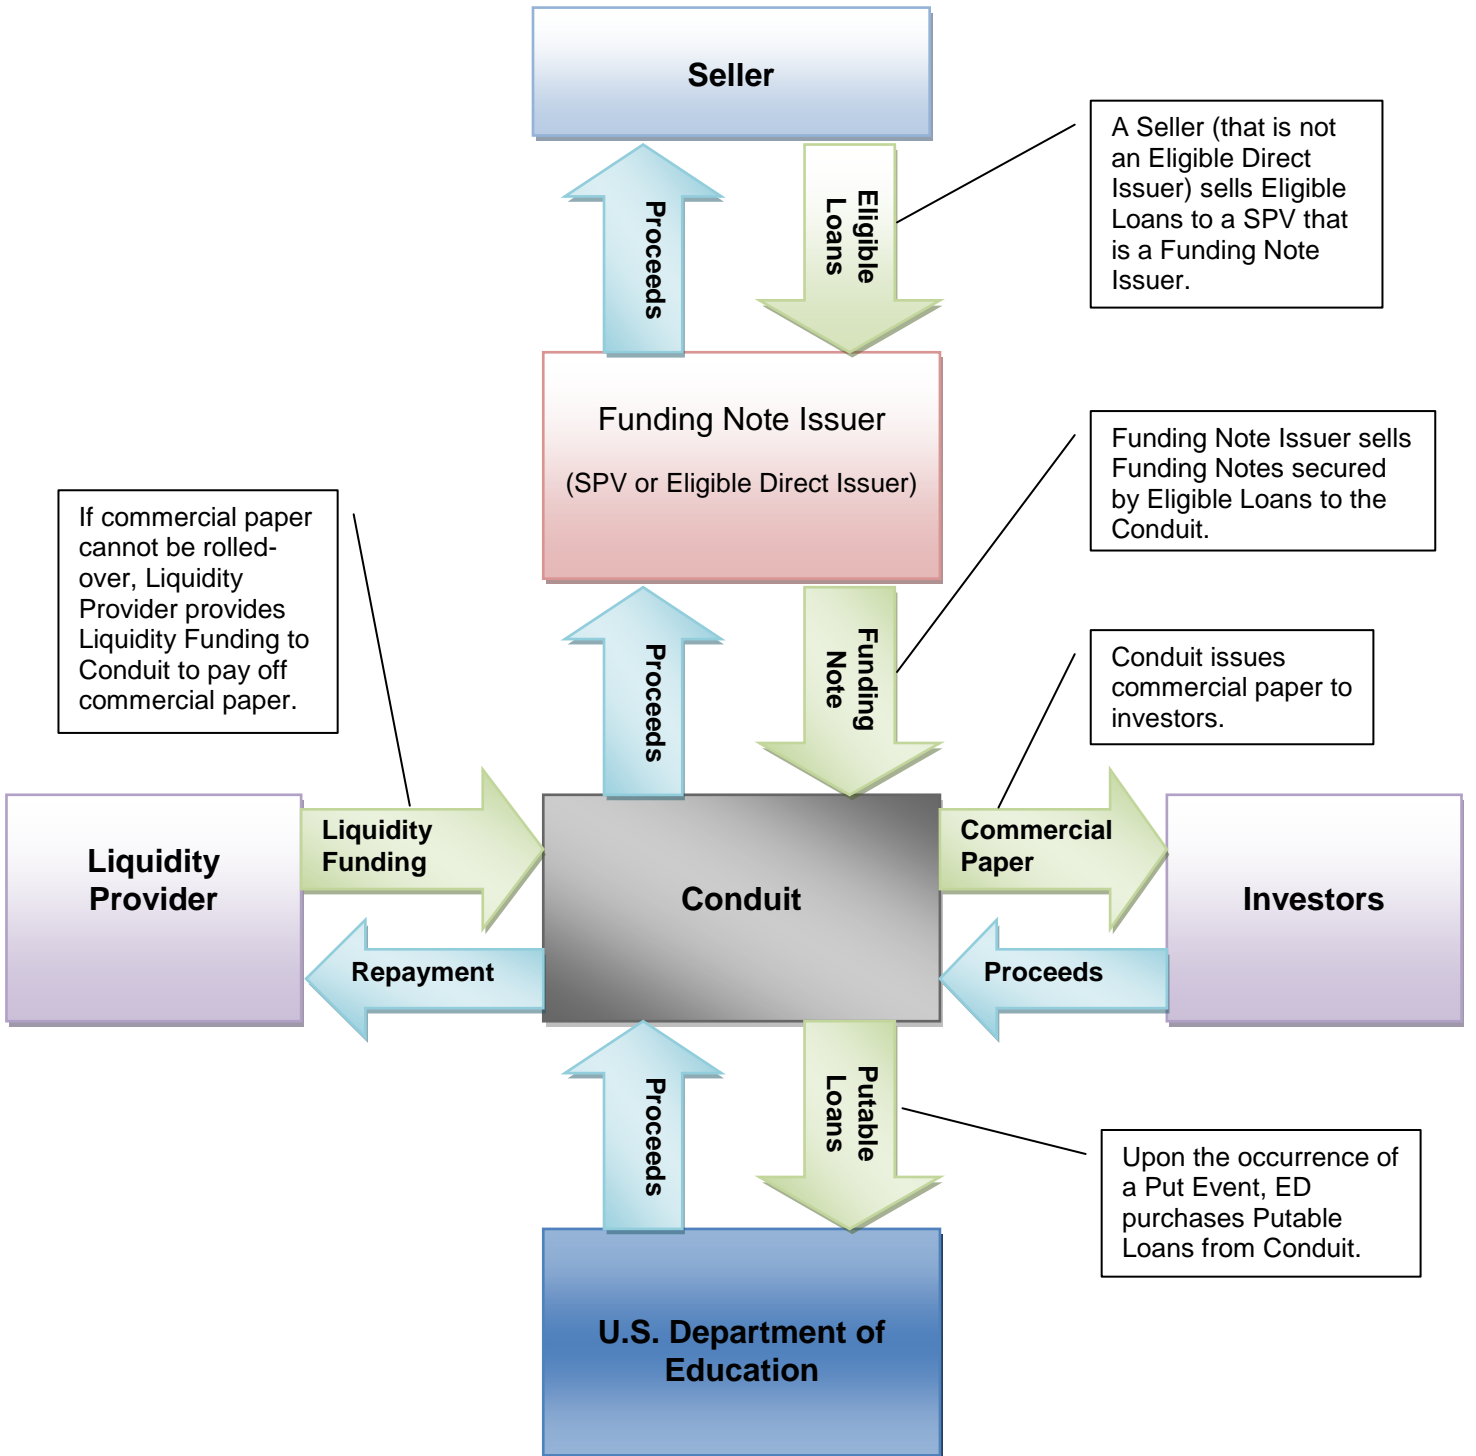 Seller
Proceeds
Eligible
Loans
A Seller (that is not
an Eligible Direct
Issuer) sells Eligible
Loans to a SPV that
is a Funding Note
Issuer.
Funding Note Issuer
(SPV or Eligible Direct Issuer)
Funding Note Issuer sells
Funding Notes secured
by Eligible Loans to the
Conduit.
If commercial paper
cannot be rolled-
over, Liquidity
Provider provides
Liquidity Funding to
Conduit to pay off
commercial paper.
Proceeds
Funding
Note
Conduit issues
commercial paper to
investors.
Liquidity
Provider
Liquidity
Funding
Repayment
Conduit
Commercial
Paper
Proceeds
Investors
Proceeds
Putable
Loans
Upon the occurrence of
a Put Event, ED
purchases Putable
Loans from Conduit.
U.S. Department of
Education